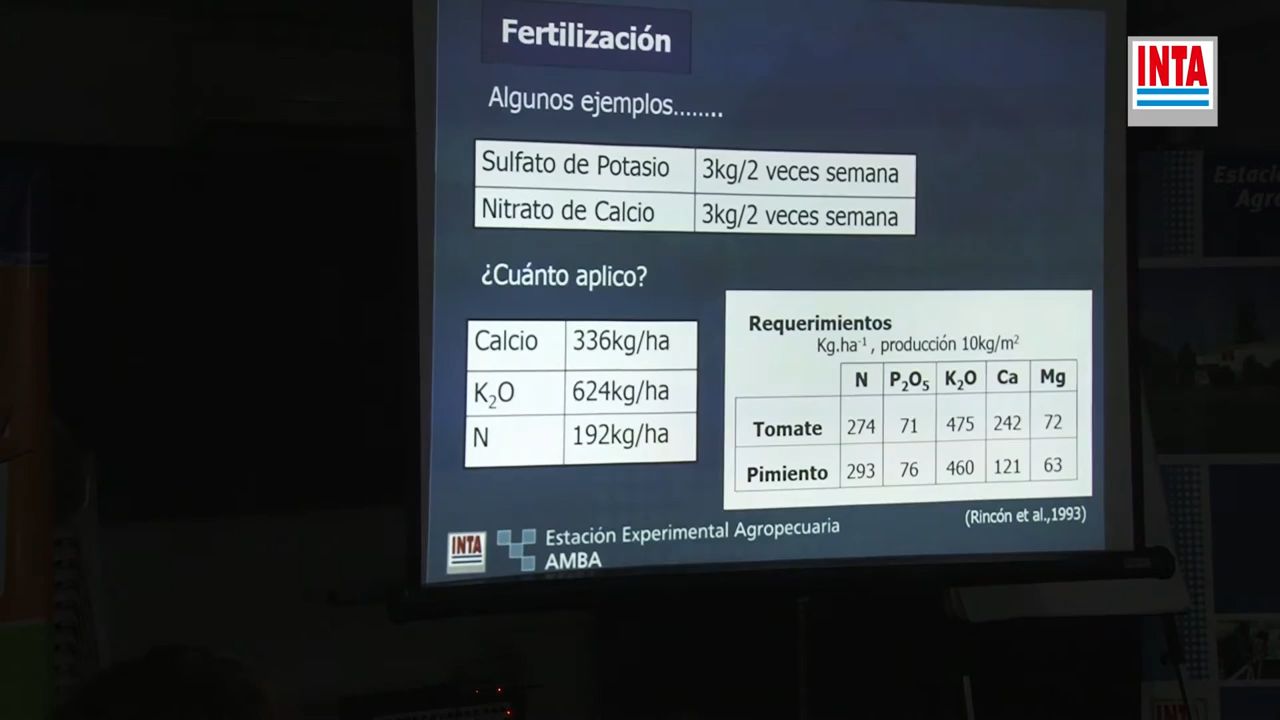 Fertilización
INTA
Algunos ejemplos........
Sulfato de Potasio 3kg/2 veces semana
Nitrato de Calcio 3kg/2 veces semana
¿Cuánto aplico?
Calcio 336kg/ha
K₂O 624kg/ha
N 192kg/ha
Requerimientos
Kg.ha⁻¹, producción 10kg/m²
N P₂O₅ K₂O Ca Mg
Tomate 274 71 475 242 72
Pimiento 293 76 460 121 63
(Rincón et al.,1993)
INTA
Estación Experimental Agropecuaria
AMBA
INTA